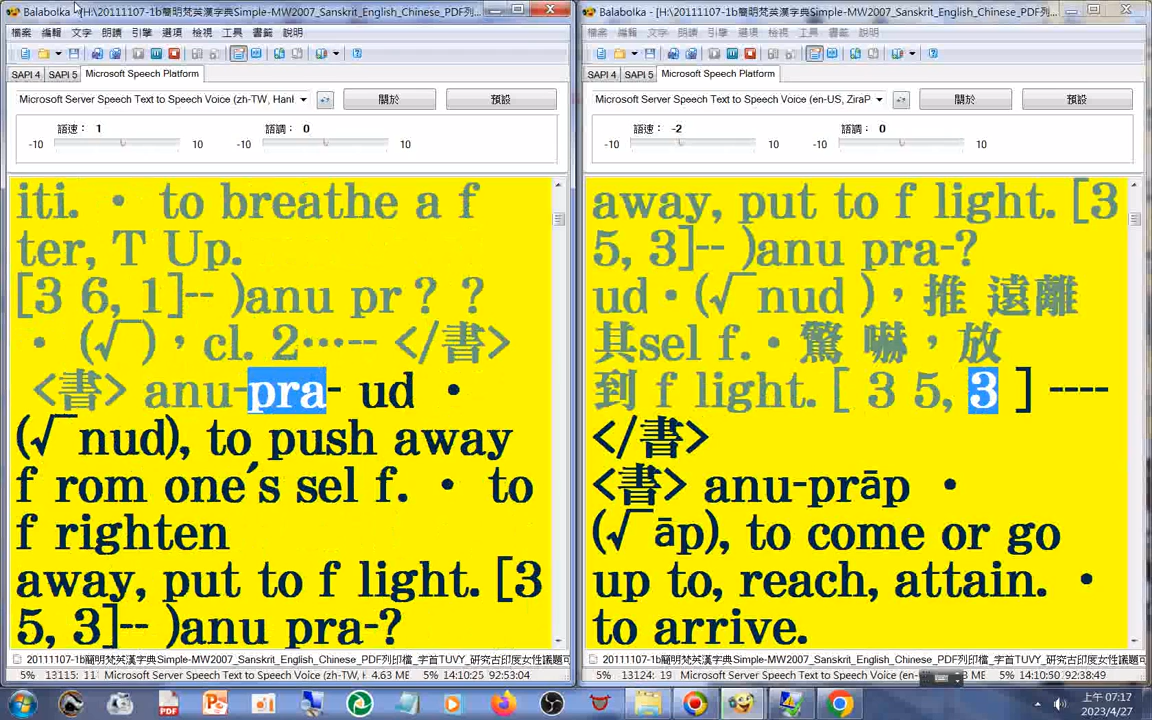 Balabolka - [H:\20111107-1b簡明梵英漢字典Simple-MW2007_Sanskrit_English_Chinese_PDF列...
檔案 編輯 文字 朗讀 引擎 選項 檢視 工具 書籤 說明
SAPI 4 SAPI 5 Microsoft Speech Platform
Microsoft Server Speech Text to Speech Voice (zh-TW, HanH
關於 預設
語速： 1 語調： 0
-10 10 -10 10
iti. • to breathe a f
ter, T Up.
[3 6, 1]-- )anu pr？ ？
• (√‾)，cl. 2…-- </書>
<書> anu-pra- ud •
(√‾nud), to push away
f rom one´s sel f. • to
f righten
away, put to f light. [3
5, 3]-- )anu pra-?
20111107-1b簡明梵英漢字典Simple-MW2007_Sanskrit_English_Chinese_PDF列印檔_字首TUVY_研究古印度女性議題可
5% 13115: 11 Microsoft Server Speech Text to Speech Voice (zh-TW, H 4.63 MB 5% 14:10:25 92:53:04
Balabolka - [H:\20111107-1b簡明梵英漢字典Simple-MW2007_Sanskrit_English_Chinese_PDF列印...
檔案 編輯 文字 朗讀 引擎 選項 檢視 工具 書籤 說明
SAPI 4 SAPI 5 Microsoft Speech Platform
Microsoft Server Speech Text to Speech Voice (en-US, ZiraP
關於 預設
語速： -2 語調： 0
-10 10 -10 10
away, put to f light. [3
5, 3]-- )anu pra-?
ud • (√‾nud )，推 遠離
其sel f. • 驚 嚇，放
到 f light. [ 3 5, 3 ] ----
</書>
<書> anu-prāp •
(√‾āp), to come or go
up to, reach, attain. •
to arrive.
20111107-1b簡明梵英漢字典Simple-MW2007_Sanskrit_English_Chinese_PDF列印檔_字首TUVY_研究古印度女性議題可
5% 13124: 19 Microsoft Server Speech Text to Speech Voice (en-US, 4.63 MB 5% 14:10:50 92:38:49
上午 07:17
2023/4/27